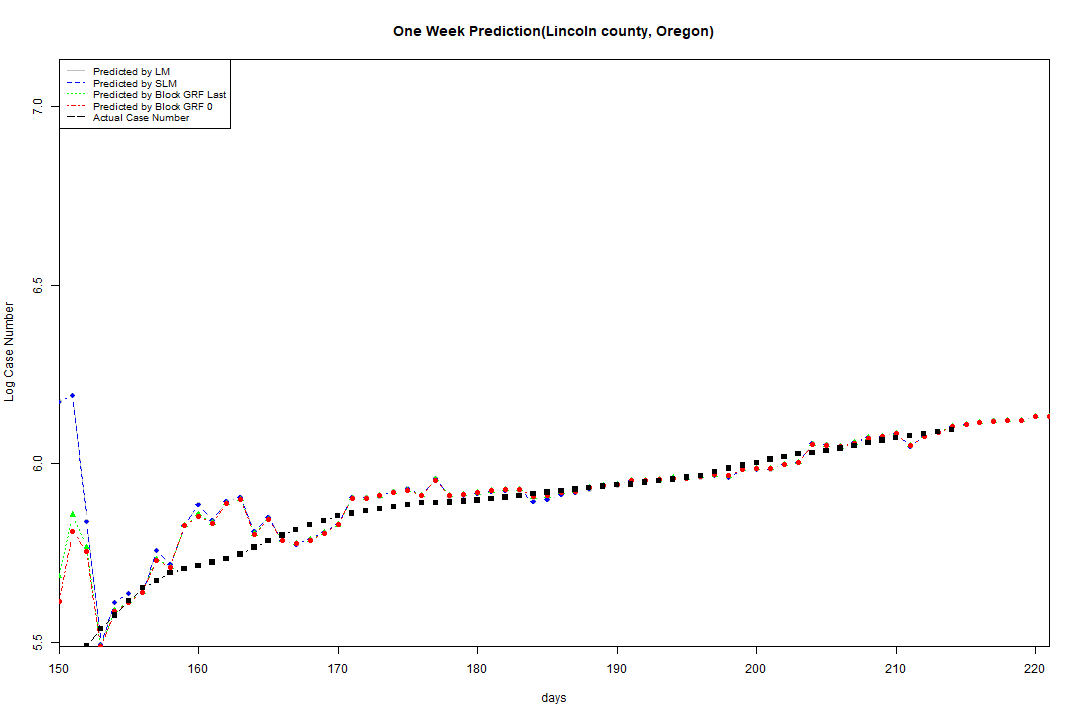 One Week Prediction(Lincoln county, Oregon)
Predicted by LM
Predicted by SLM
Predicted by Block GRF Last
Predicted by Block GRF 0
Actual Case Number
7.0
6.5
6.0
5.5
Log Case Number
150 160 170 180 190 200 210 220
days